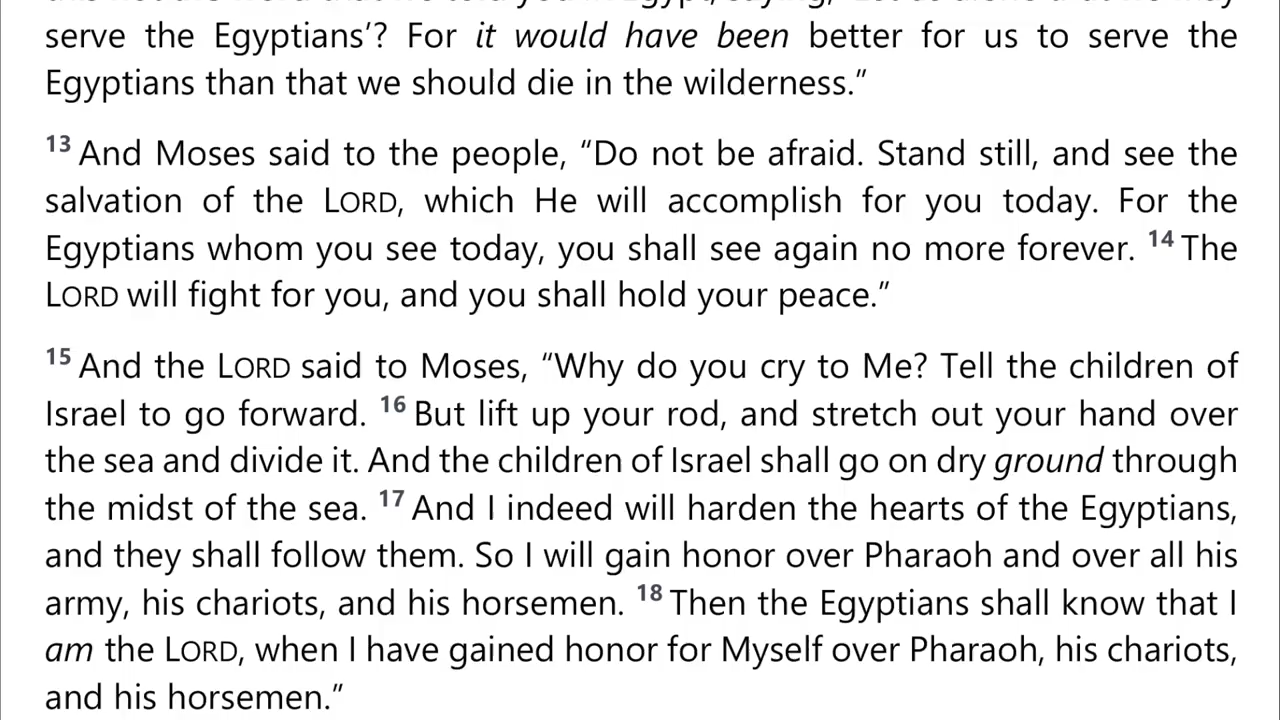 serve the Egyptians’? For it would have been better for us to serve the
Egyptians than that we should die in the wilderness.”
13 And Moses said to the people, “Do not be afraid. Stand still, and see the
salvation of the LORD, which He will accomplish for you today. For the
Egyptians whom you see today, you shall see again no more forever. 14 The
LORD will fight for you, and you shall hold your peace.”
15 And the LORD said to Moses, “Why do you cry to Me? Tell the children of
Israel to go forward. 16 But lift up your rod, and stretch out your hand over
the sea and divide it. And the children of Israel shall go on dry ground through
the midst of the sea. 17 And I indeed will harden the hearts of the Egyptians,
and they shall follow them. So I will gain honor over Pharaoh and over all his
army, his chariots, and his horsemen. 18 Then the Egyptians shall know that I
am the LORD, when I have gained honor for Myself over Pharaoh, his chariots,
and his horsemen.”